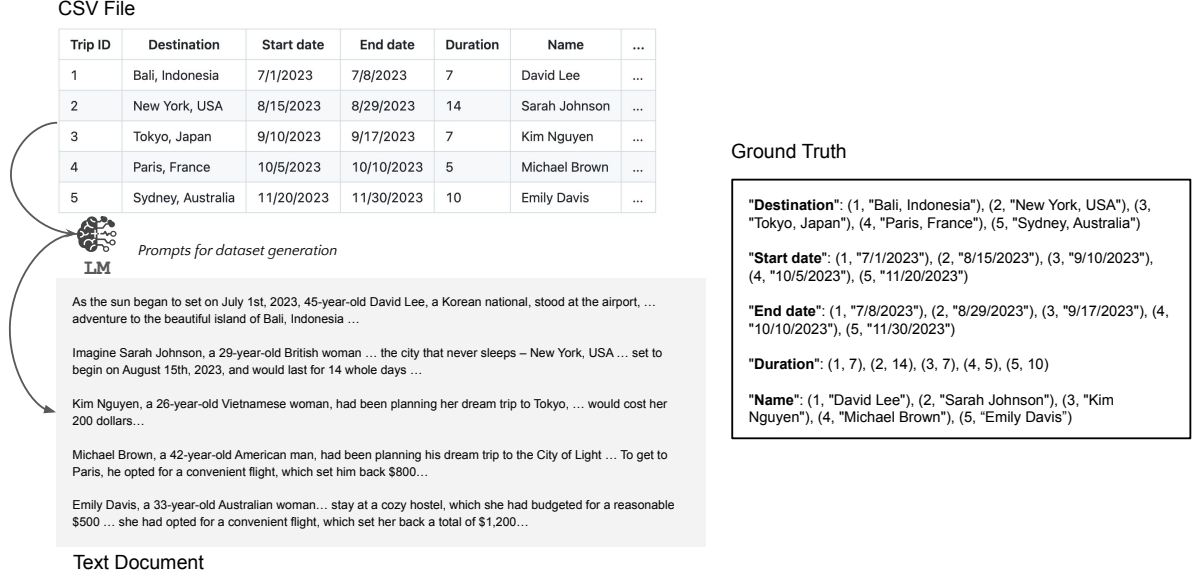 CSV File
Trip ID Destination Start date End date Duration Name ...
1 Bali, Indonesia 7/1/2023 7/8/2023 7 David Lee ...
2 New York, USA 8/15/2023 8/29/2023 14 Sarah Johnson ...
3 Tokyo, Japan 9/10/2023 9/17/2023 7 Kim Nguyen ...
4 Paris, France 10/5/2023 10/10/2023 5 Michael Brown ...
5 Sydney, Australia 11/20/2023 11/30/2023 10 Emily Davis ...
LM
Prompts for dataset generation
As the sun began to set on July 1st, 2023, 45-year-old David Lee, a Korean national, stood at the airport, …
adventure to the beautiful island of Bali, Indonesia …
Imagine Sarah Johnson, a 29-year-old British woman … the city that never sleeps – New York, USA … set to
begin on August 15th, 2023, and would last for 14 whole days …
Kim Nguyen, a 26-year-old Vietnamese woman, had been planning her dream trip to Tokyo, … would cost her
200 dollars…
Michael Brown, a 42-year-old American man, had been planning his dream trip to the City of Light … To get to
Paris, he opted for a convenient flight, which set him back $800…
Emily Davis, a 33-year-old Australian woman… stay at a cozy hostel, which she had budgeted for a reasonable
$500 … she had opted for a convenient flight, which set her back a total of $1,200…
Text Document
Ground Truth
"Destination": (1, "Bali, Indonesia"), (2, "New York, USA"), (3,
"Tokyo, Japan"), (4, "Paris, France"), (5, "Sydney, Australia")
"Start date": (1, "7/1/2023"), (2, "8/15/2023"), (3, "9/10/2023"),
(4, "10/5/2023"), (5, "11/20/2023")
"End date": (1, "7/8/2023"), (2, "8/29/2023"), (3, "9/17/2023"), (4,
"10/10/2023"), (5, "11/30/2023")
"Duration": (1, 7), (2, 14), (3, 7), (4, 5), (5, 10)
"Name": (1, "David Lee"), (2, "Sarah Johnson"), (3, "Kim
Nguyen"), (4, "Michael Brown"), (5, “Emily Davis”)